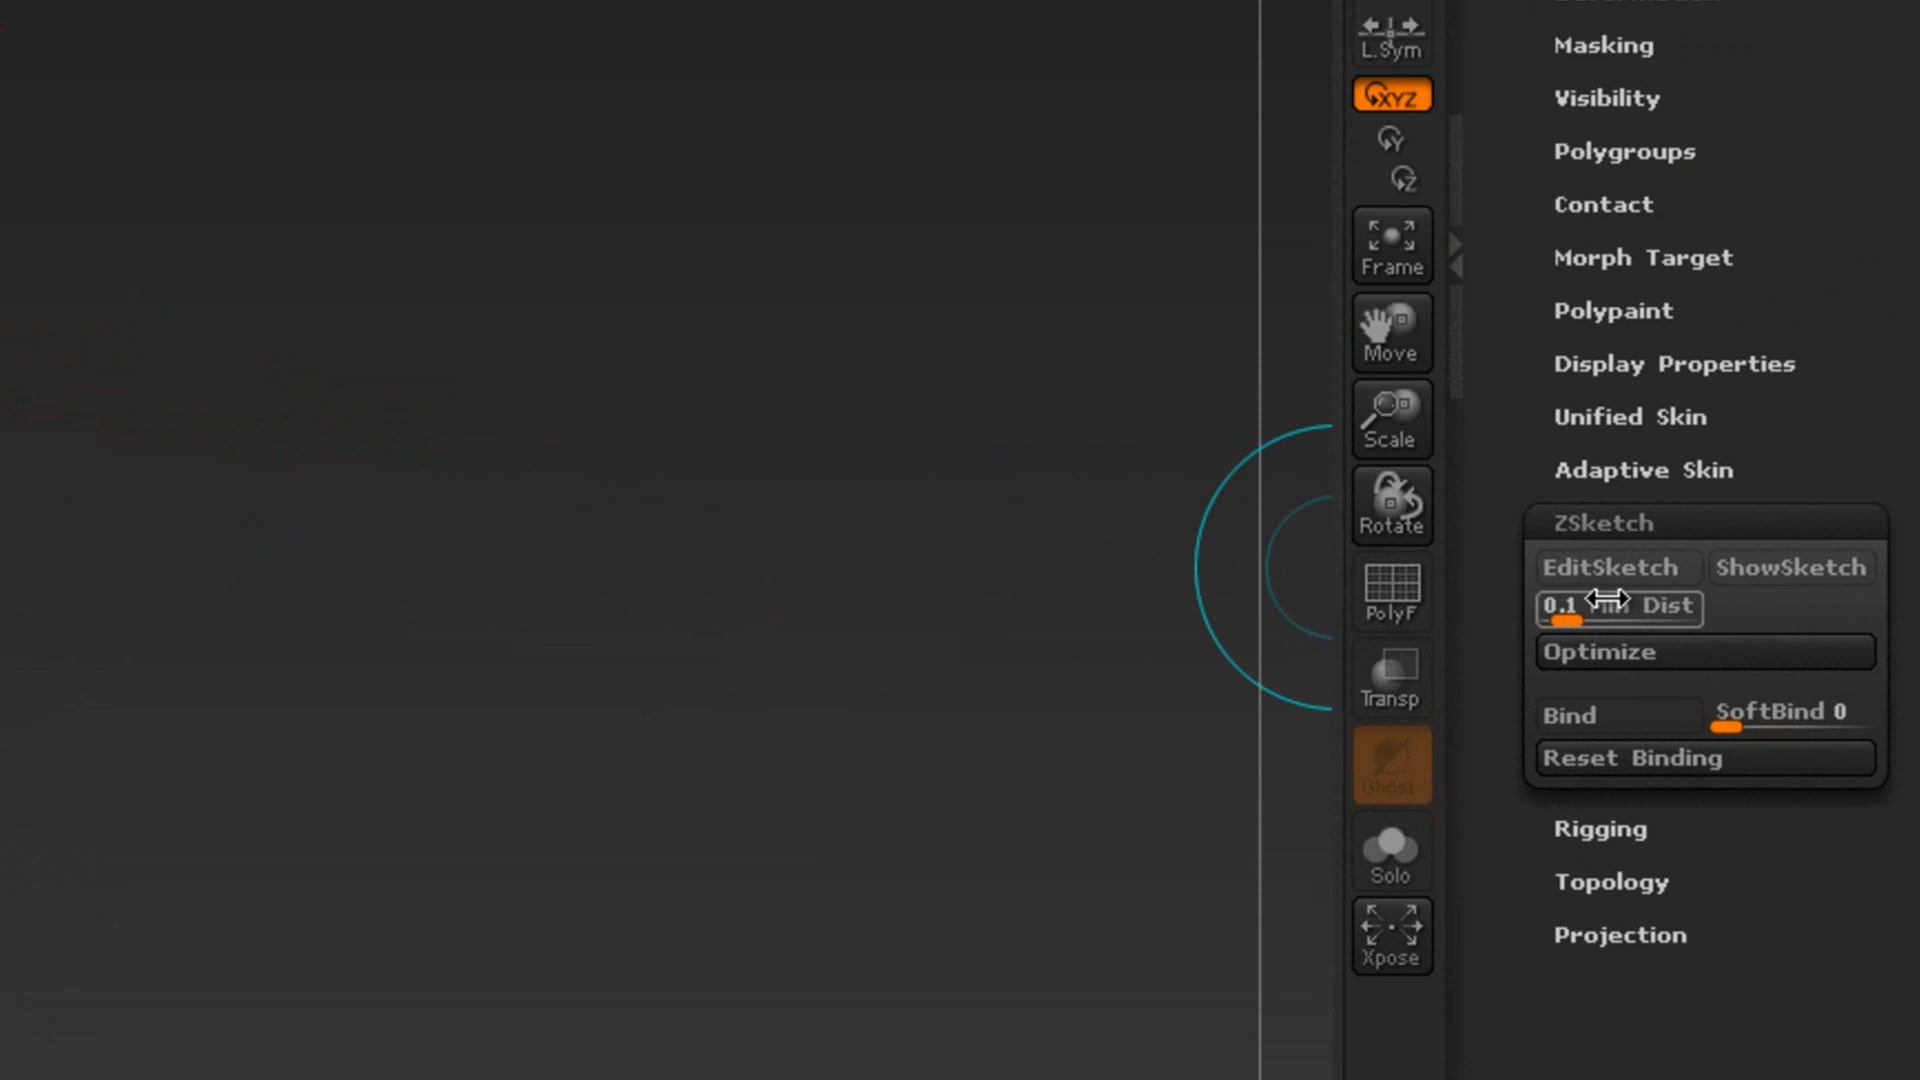 L.Sym
XYZ
Y
Z
Frame
Move
Scale
Rotate
PolyF
Transp
Ghost
Solo
Xpose
Masking
Visibility
Polygroups
Contact
Morph Target
Polypaint
Display Properties
Unified Skin
Adaptive Skin
ZSketch
EditSketch ShowSketch
0.1 Dist
Optimize
Bind SoftBind 0
Reset Binding
Rigging
Topology
Projection